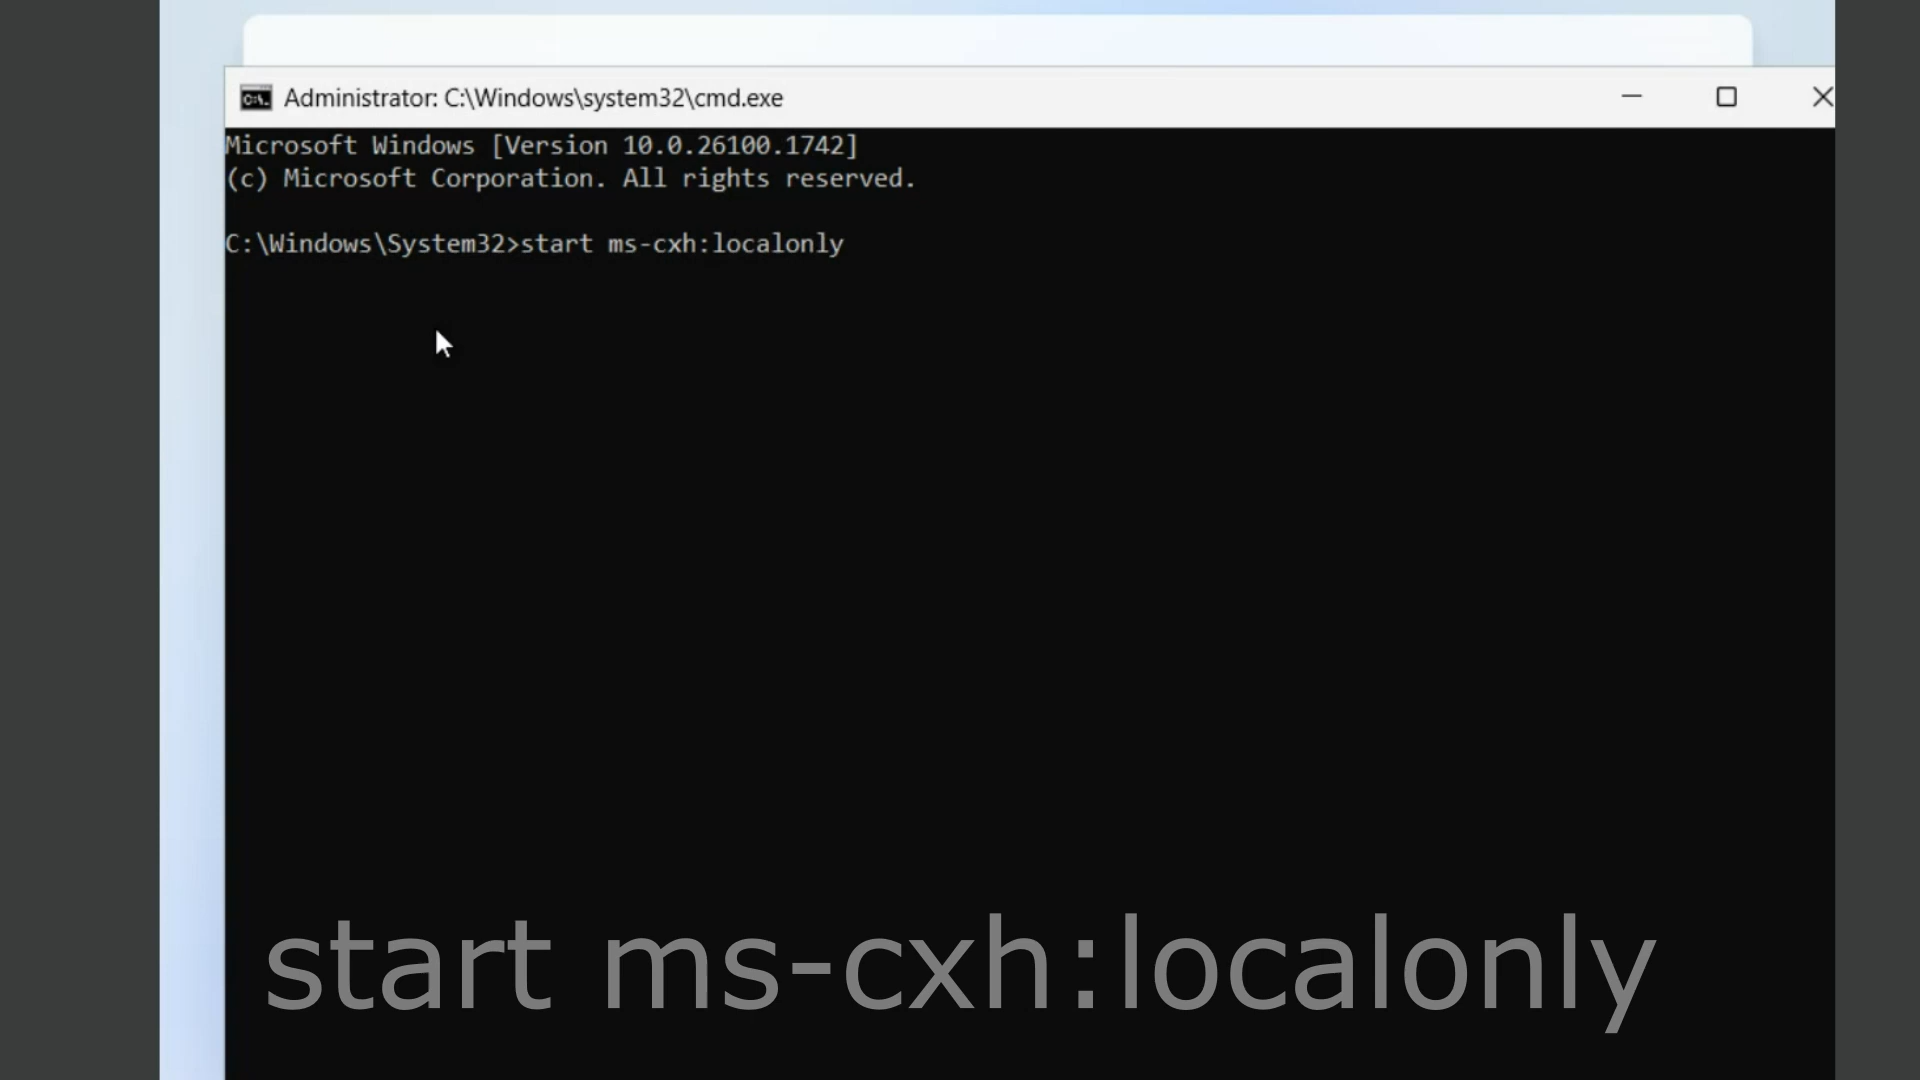 Administrator: C:\Windows\system32\cmd.exe
Microsoft Windows [Version 10.0.26100.1742]
(c) Microsoft Corporation. All rights reserved.
C:\Windows\System32>start ms-cxh:localonly
start ms-cxh:localonly